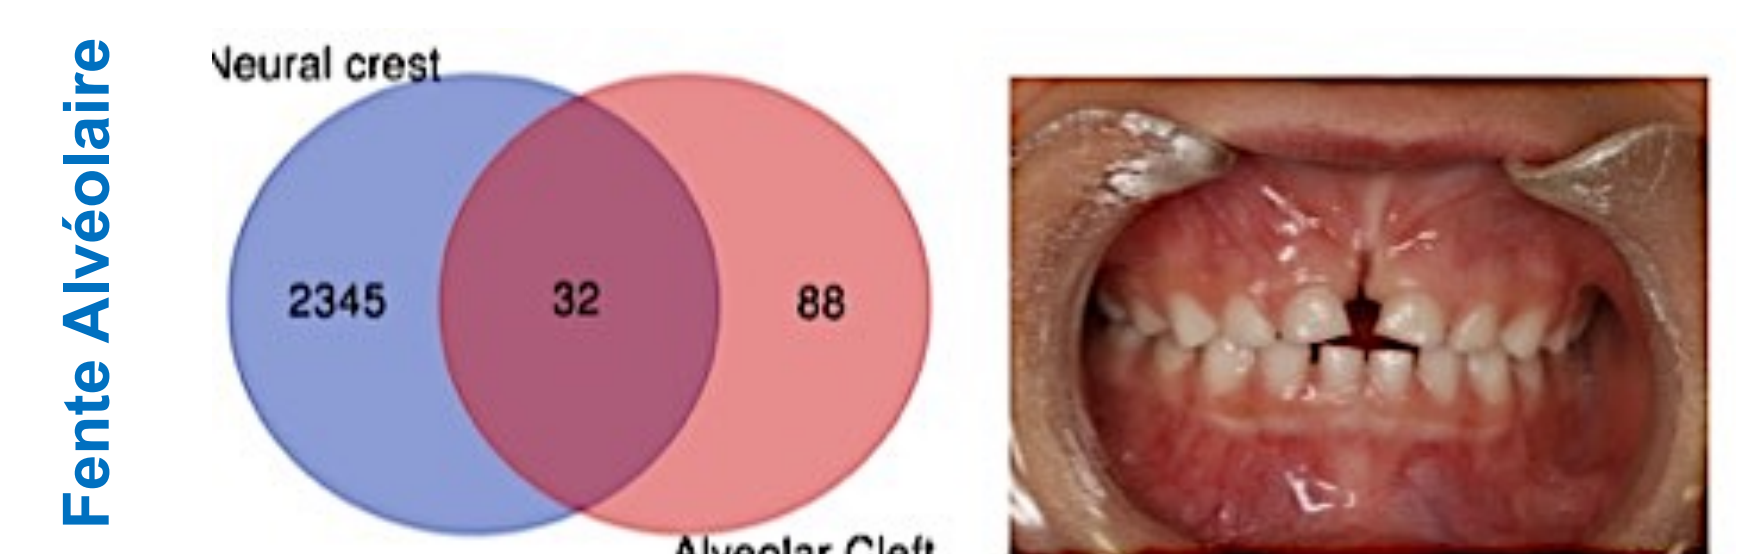 Fente Alvéolaire
Neural crest
2345
32
88
Alveolar Cleft